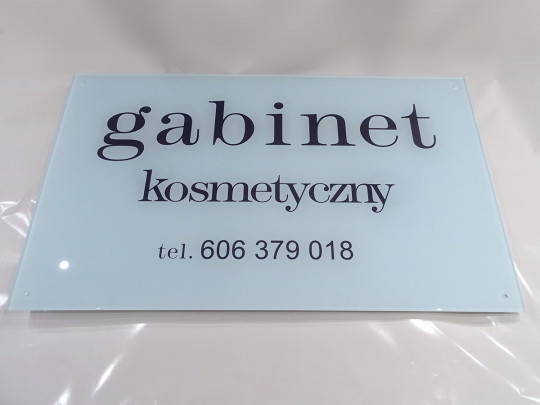 gabinet
kosmetyczny
tel. 606 379 018